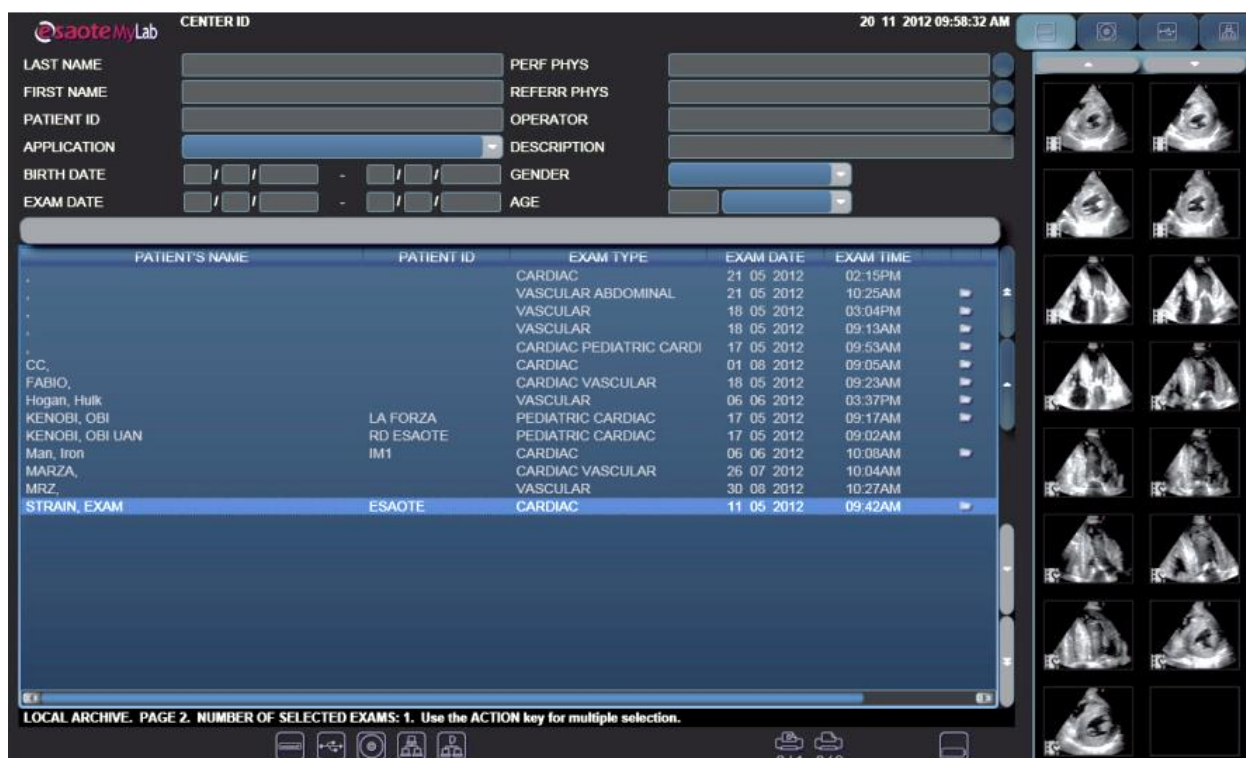 esaote MyLab CENTER ID 20 11 2012 09:58:32 AM
LAST NAME PERF PHYS
FIRST NAME REFERR PHYS
PATIENT ID OPERATOR
APPLICATION DESCRIPTION
BIRTH DATE / / - / / GENDER
EXAM DATE / / - / / AGE
PATIENT'S NAME PATIENT ID EXAM TYPE EXAM DATE EXAM TIME
, CARDIAC 21 05 2012 02:15PM
, VASCULAR ABDOMINAL 21 05 2012 10:25AM
, VASCULAR 18 05 2012 03:04PM
, VASCULAR 18 05 2012 09:13AM
, CARDIAC PEDIATRIC CARDI 17 05 2012 09:53AM
CC, CARDIAC 01 08 2012 09:05AM
FABIO, CARDIAC VASCULAR 18 05 2012 09:23AM
Hogan, Hulk VASCULAR 06 06 2012 03:37PM
KENOBI, OBI LA FORZA PEDIATRIC CARDIAC 17 05 2012 09:17AM
KENOBI, OBI UAN RD ESAOTE PEDIATRIC CARDIAC 17 05 2012 09:02AM
Man, Iron IM1 CARDIAC 06 06 2012 10:08AM
MARZA, CARDIAC VASCULAR 26 07 2012 10:04AM
MRZ, VASCULAR 30 08 2012 10:27AM
STRAIN, EXAM ESAOTE CARDIAC 11 05 2012 09:42AM
LOCAL ARCHIVE. PAGE 2. NUMBER OF SELECTED EXAMS: 1. Use the ACTION key for multiple selection.